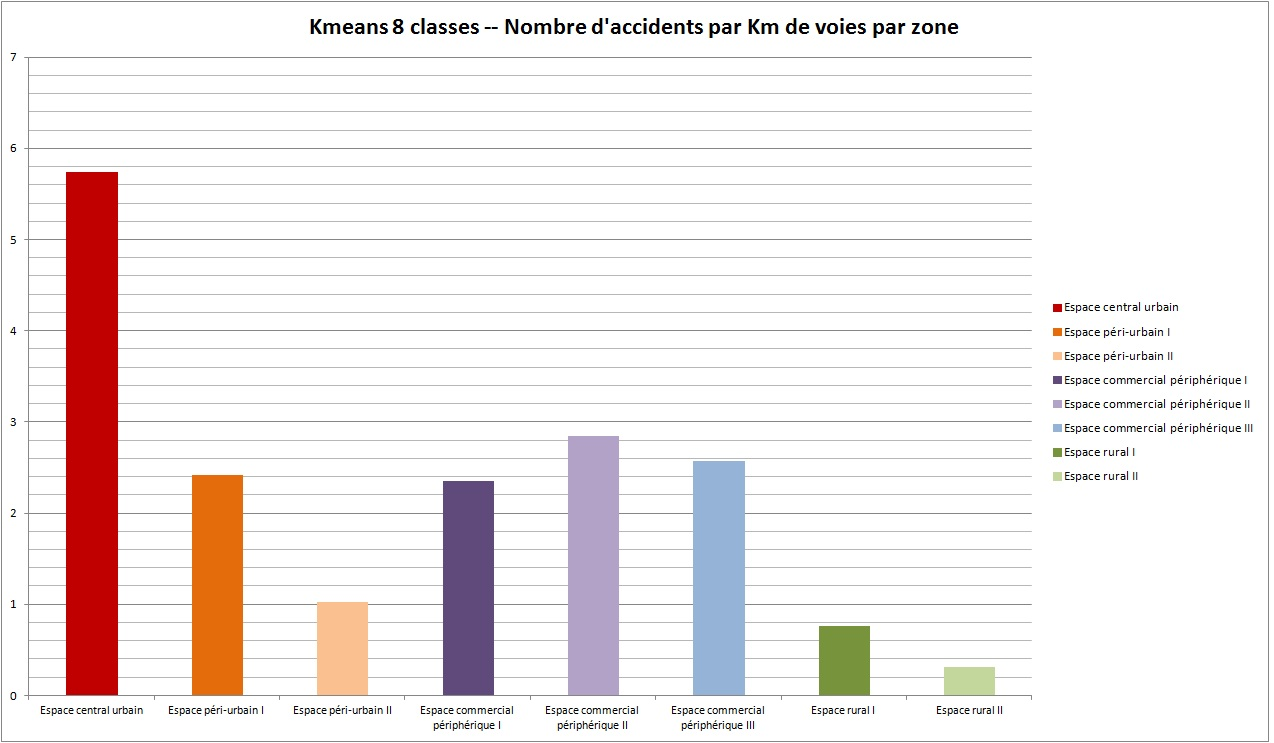 Kmeans 8 classes -- Nombre d'accidents par Km de voies par zone
7
6
5
4
3
2
1
0
Espace central urbain
Espace péri-urbain I
Espace péri-urbain II
Espace commercial
périphérique I
Espace commercial
périphérique II
Espace commercial
périphérique III
Espace rural I
Espace rural II
Espace central urbain
Espace péri-urbain I
Espace péri-urbain II
Espace commercial périphérique I
Espace commercial périphérique II
Espace commercial périphérique III
Espace rural I
Espace rural II